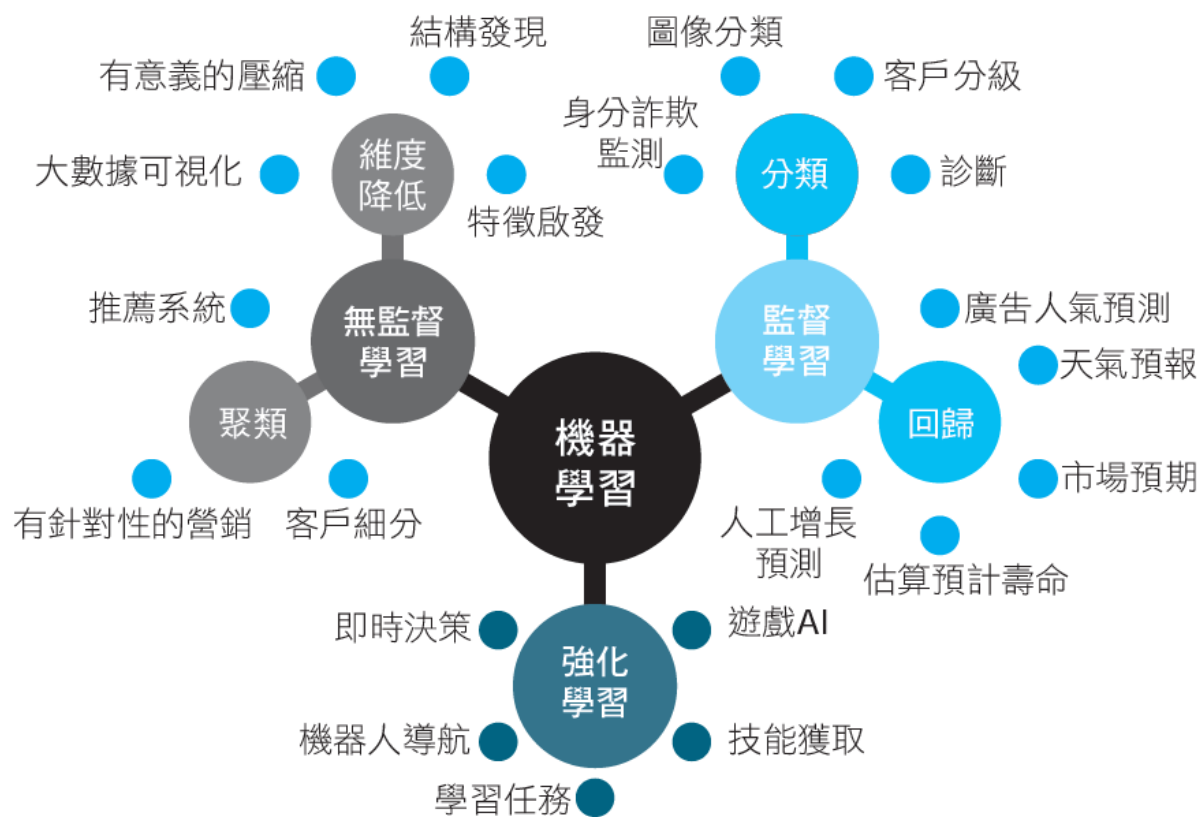 結構發現
有意義的壓縮
大數據可視化
維度
降低
特徵啟發
推薦系統
無監督
學習
聚類
有針對性的營銷
客戶細分
圖像分類
客戶分級
身分詐欺
監測
分類
診斷
監督
學習
廣告人氣預測
天氣預報
回歸
市場預期
人工增長
預測
估算預計壽命
機器
學習
即時決策
遊戲AI
強化
學習
機器人導航
技能獲取
學習任務